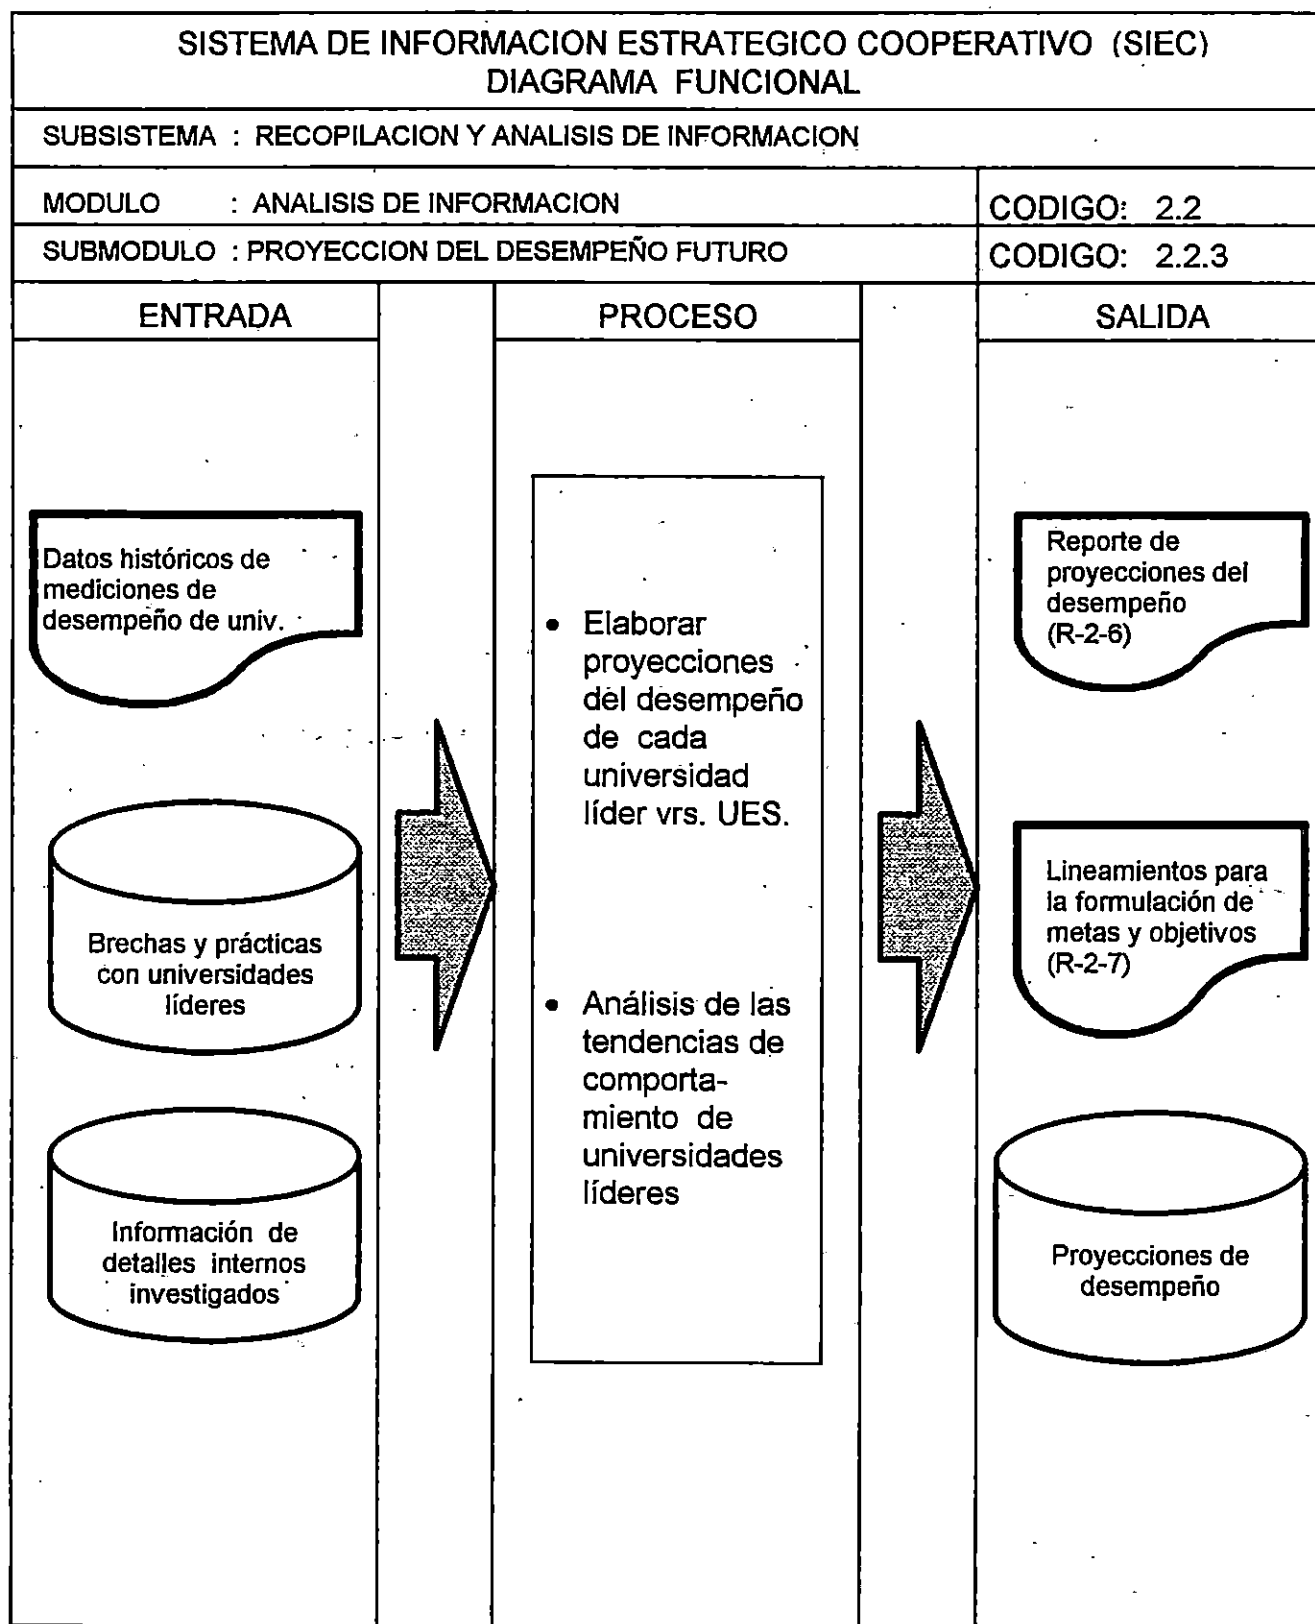 SISTEMA DE INFORMACION ESTRATEGICO COOPERATIVO (SIEC)
DIAGRAMA FUNCIONAL
SUBSISTEMA : RECOPILACION Y ANALISIS DE INFORMACION
MODULO : ANALISIS DE INFORMACION
CODIGO: 2.2
SUBMODULO : PROYECCION DEL DESEMPEÑO FUTURO
CODIGO: 2.2.3
ENTRADA
PROCESO
SALIDA
Datos históricos de
mediciones de
desempeño de univ.
Brechas y prácticas
con universidades
líderes
Información de
detalles internos
investigados
• Elaborar
proyecciones
del desempeño
de cada
universidad
líder vrs. UES.
• Análisis de las
tendencias de
comporta-
miento de
universidades
líderes
Reporte de
proyecciones del
desempeño
(R-2-6)
Lineamientos para
la formulación de
metas y objetivos
(R-2-7)
Proyecciones de
desempeño